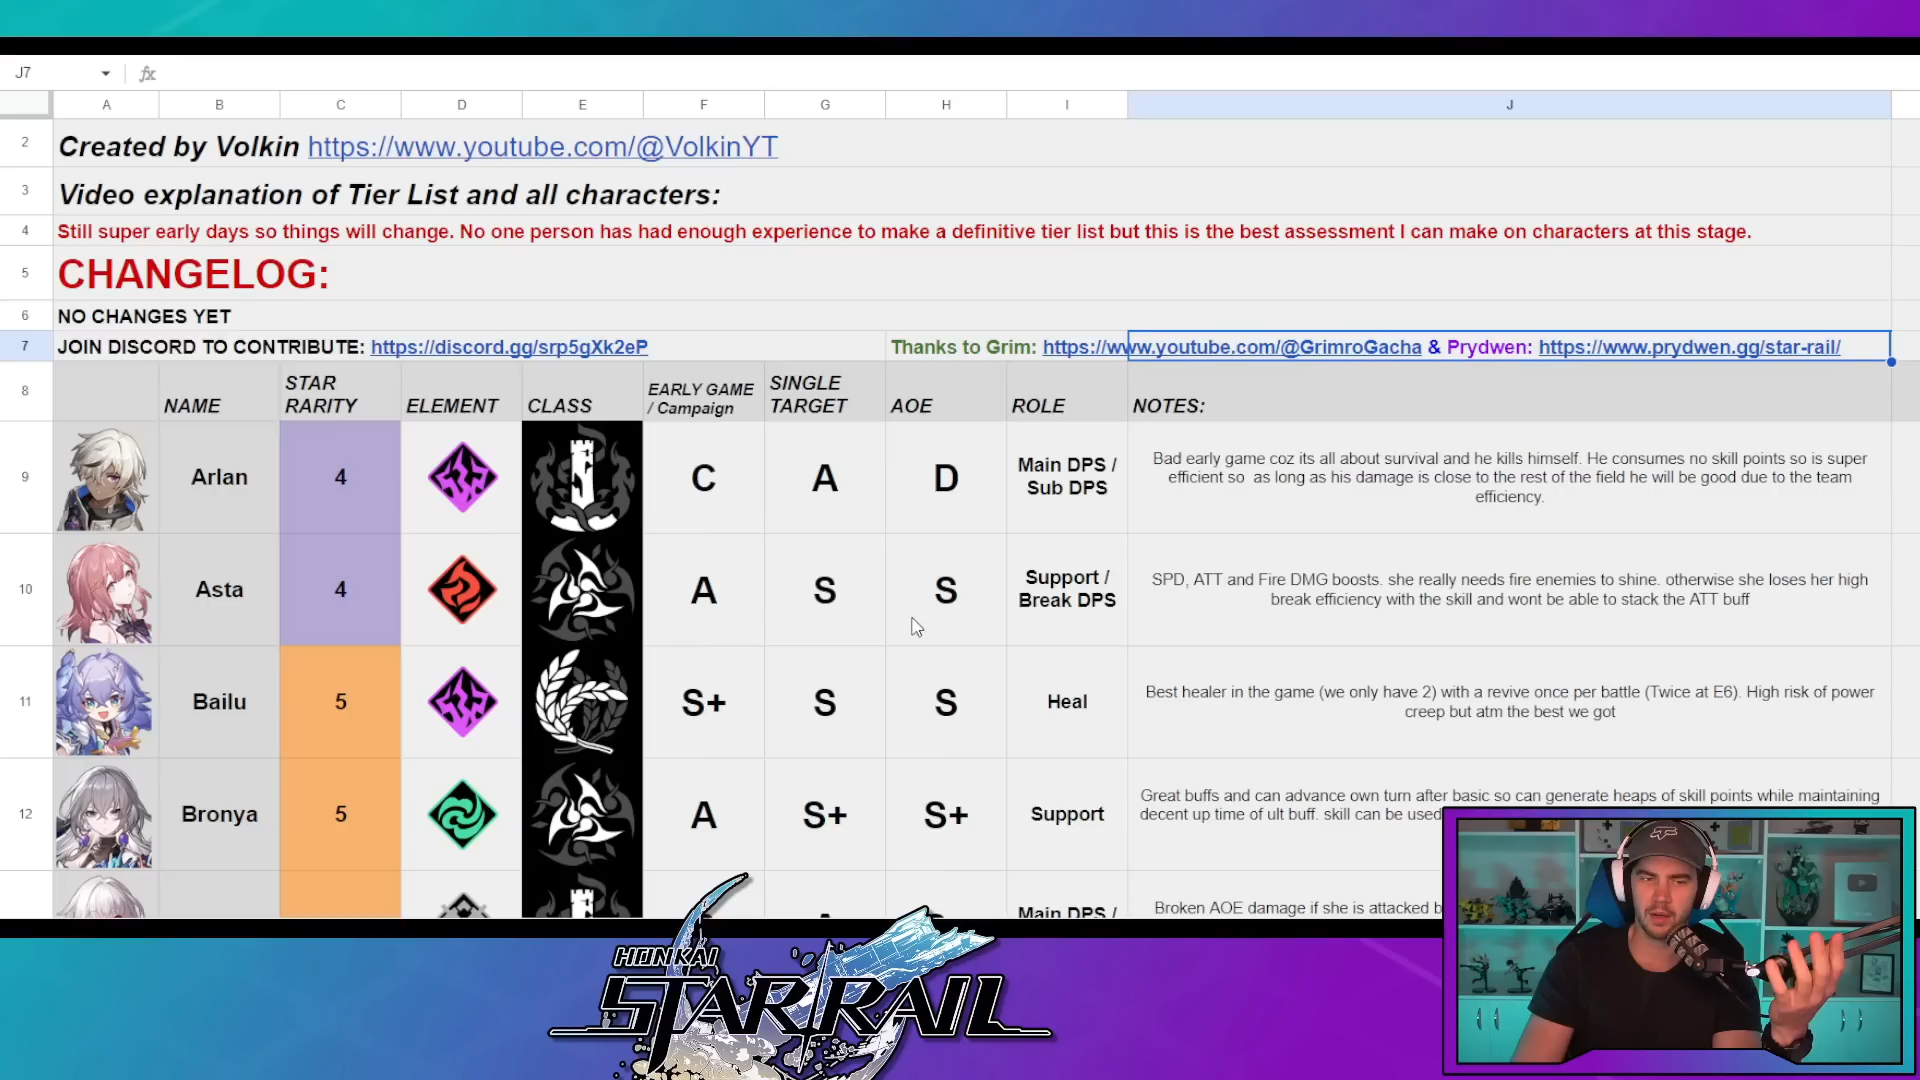 J7
fx
A B C D E F G H I J
2 Created by Volkin https://www.youtube.com/@VolkinYT
3 Video explanation of Tier List and all characters:
4 Still super early days so things will change. No one person has had enough experience to make a definitive tier list but this is the best assessment I can make on characters at this stage.
5 CHANGELOG:
6 NO CHANGES YET
7 JOIN DISCORD TO CONTRIBUTE: https://discord.gg/srp5gXk2eP Thanks to Grim: https://www.youtube.com/@GrimroGacha & Prydwen: https://www.prydwen.gg/star-rail/
8 NAME STAR RARITY ELEMENT CLASS EARLY GAME / Campaign SINGLE TARGET AOE ROLE NOTES:
9 Arlan 4 C A D Main DPS / Sub DPS
Bad early game coz its all about survival and he kills himself. He consumes no skill points so is super
efficient so as long as his damage is close to the rest of the field he will be good due to the team
efficiency.
10 Asta 4 A S S Support / Break DPS
SPD, ATT and Fire DMG boosts. she really needs fire enemies to shine. otherwise she loses her high
break efficiency with the skill and wont be able to stack the ATT buff
11 Bailu 5 S+ S S Heal
Best healer in the game (we only have 2) with a revive once per battle (Twice at E6). High risk of power
creep but atm the best we got
12 Bronya 5 A S+ S+ Support
Great buffs and can advance own turn after basic so can generate heaps of skill points while maintaining
decent up time of ult buff. skill can be used
Main DPS /
Broken AOE damage if she is attacked b
HONKAI
STAR RAIL